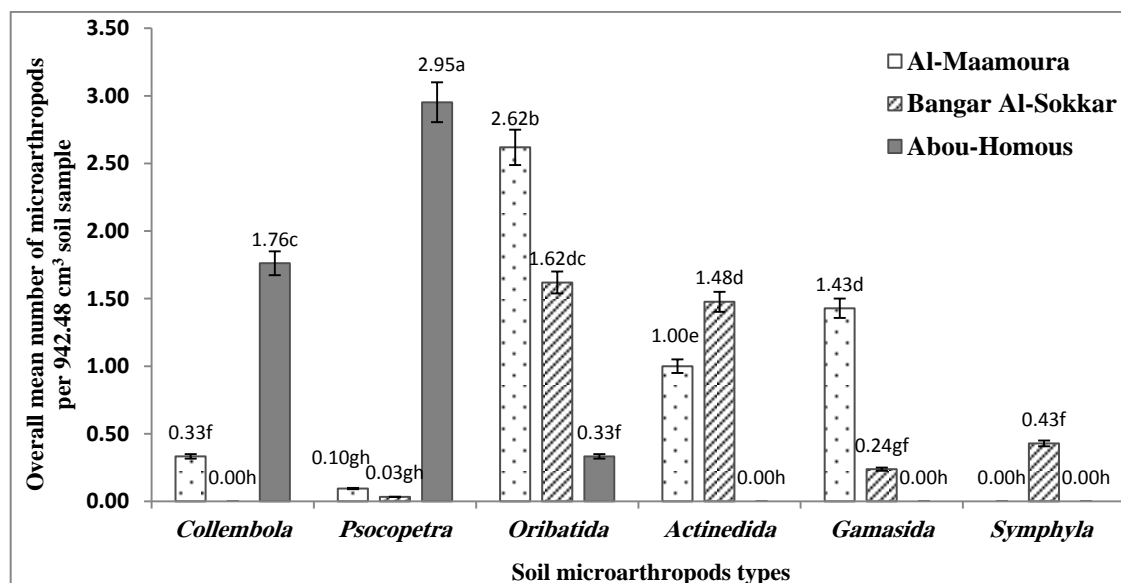 Overall mean number of microarthropods
per 942.48 cm³ soil sample
3.50
3.00
2.50
2.00
1.50
1.00
0.50
0.00
Al-Maamoura
Bangar Al-Sokkar
Abou-Homous
0.33f
0.00h
1.76c
0.10gh
0.03gh
2.95a
2.62b
1.62dc
0.33f
1.00e
1.48d
0.00h
1.43d
0.24gf
0.00h
0.00h
0.43f
0.00h
Collembola
Psocopetra
Oribatida
Actinedida
Gamasida
Symphyla
Soil microarthropods types